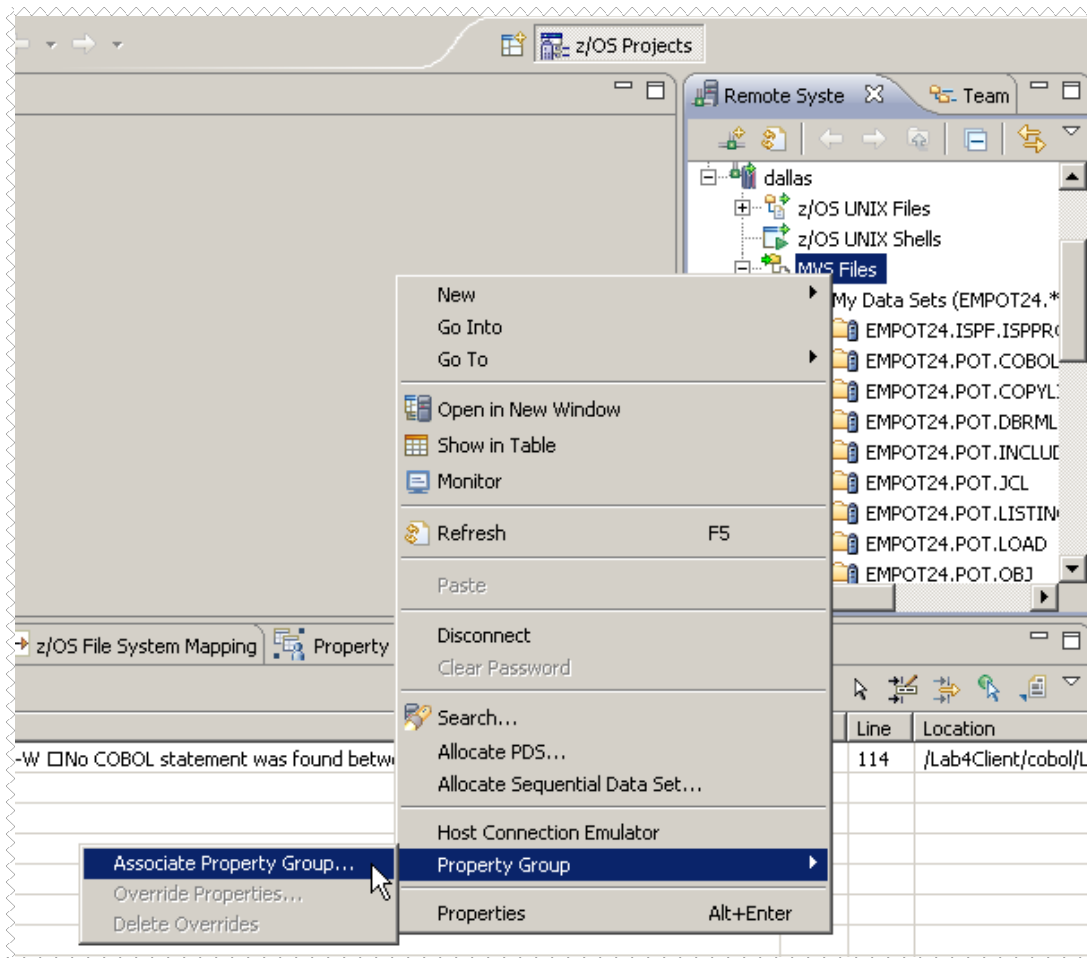 z/OS Projects
Remote Syste
Team
dallas
z/OS UNIX Files
z/OS UNIX Shells
MVS Files
My Data Sets (EMPOT24.*
EMPOT24.ISPF.ISPPR
EMPOT24.POT.COBOL
EMPOT24.POT.COPYL
EMPOT24.POT.DBRML
EMPOT24.POT.INCLUD
EMPOT24.POT.JCL
EMPOT24.POT.LISTIN
EMPOT24.POT.LOAD
EMPOT24.POT.OBJ
New
Go Into
Go To
Open in New Window
Show in Table
Monitor
Refresh F5
Paste
Disconnect
Clear Password
Search...
Allocate PDS...
Allocate Sequential Data Set...
Host Connection Emulator
Property Group
Properties Alt+Enter
Associate Property Group...
Override Properties...
Delete Overrides
z/OS File System Mapping
Property
Line Location
-W □No COBOL statement was found betw
114 /Lab4Client/cobol/L